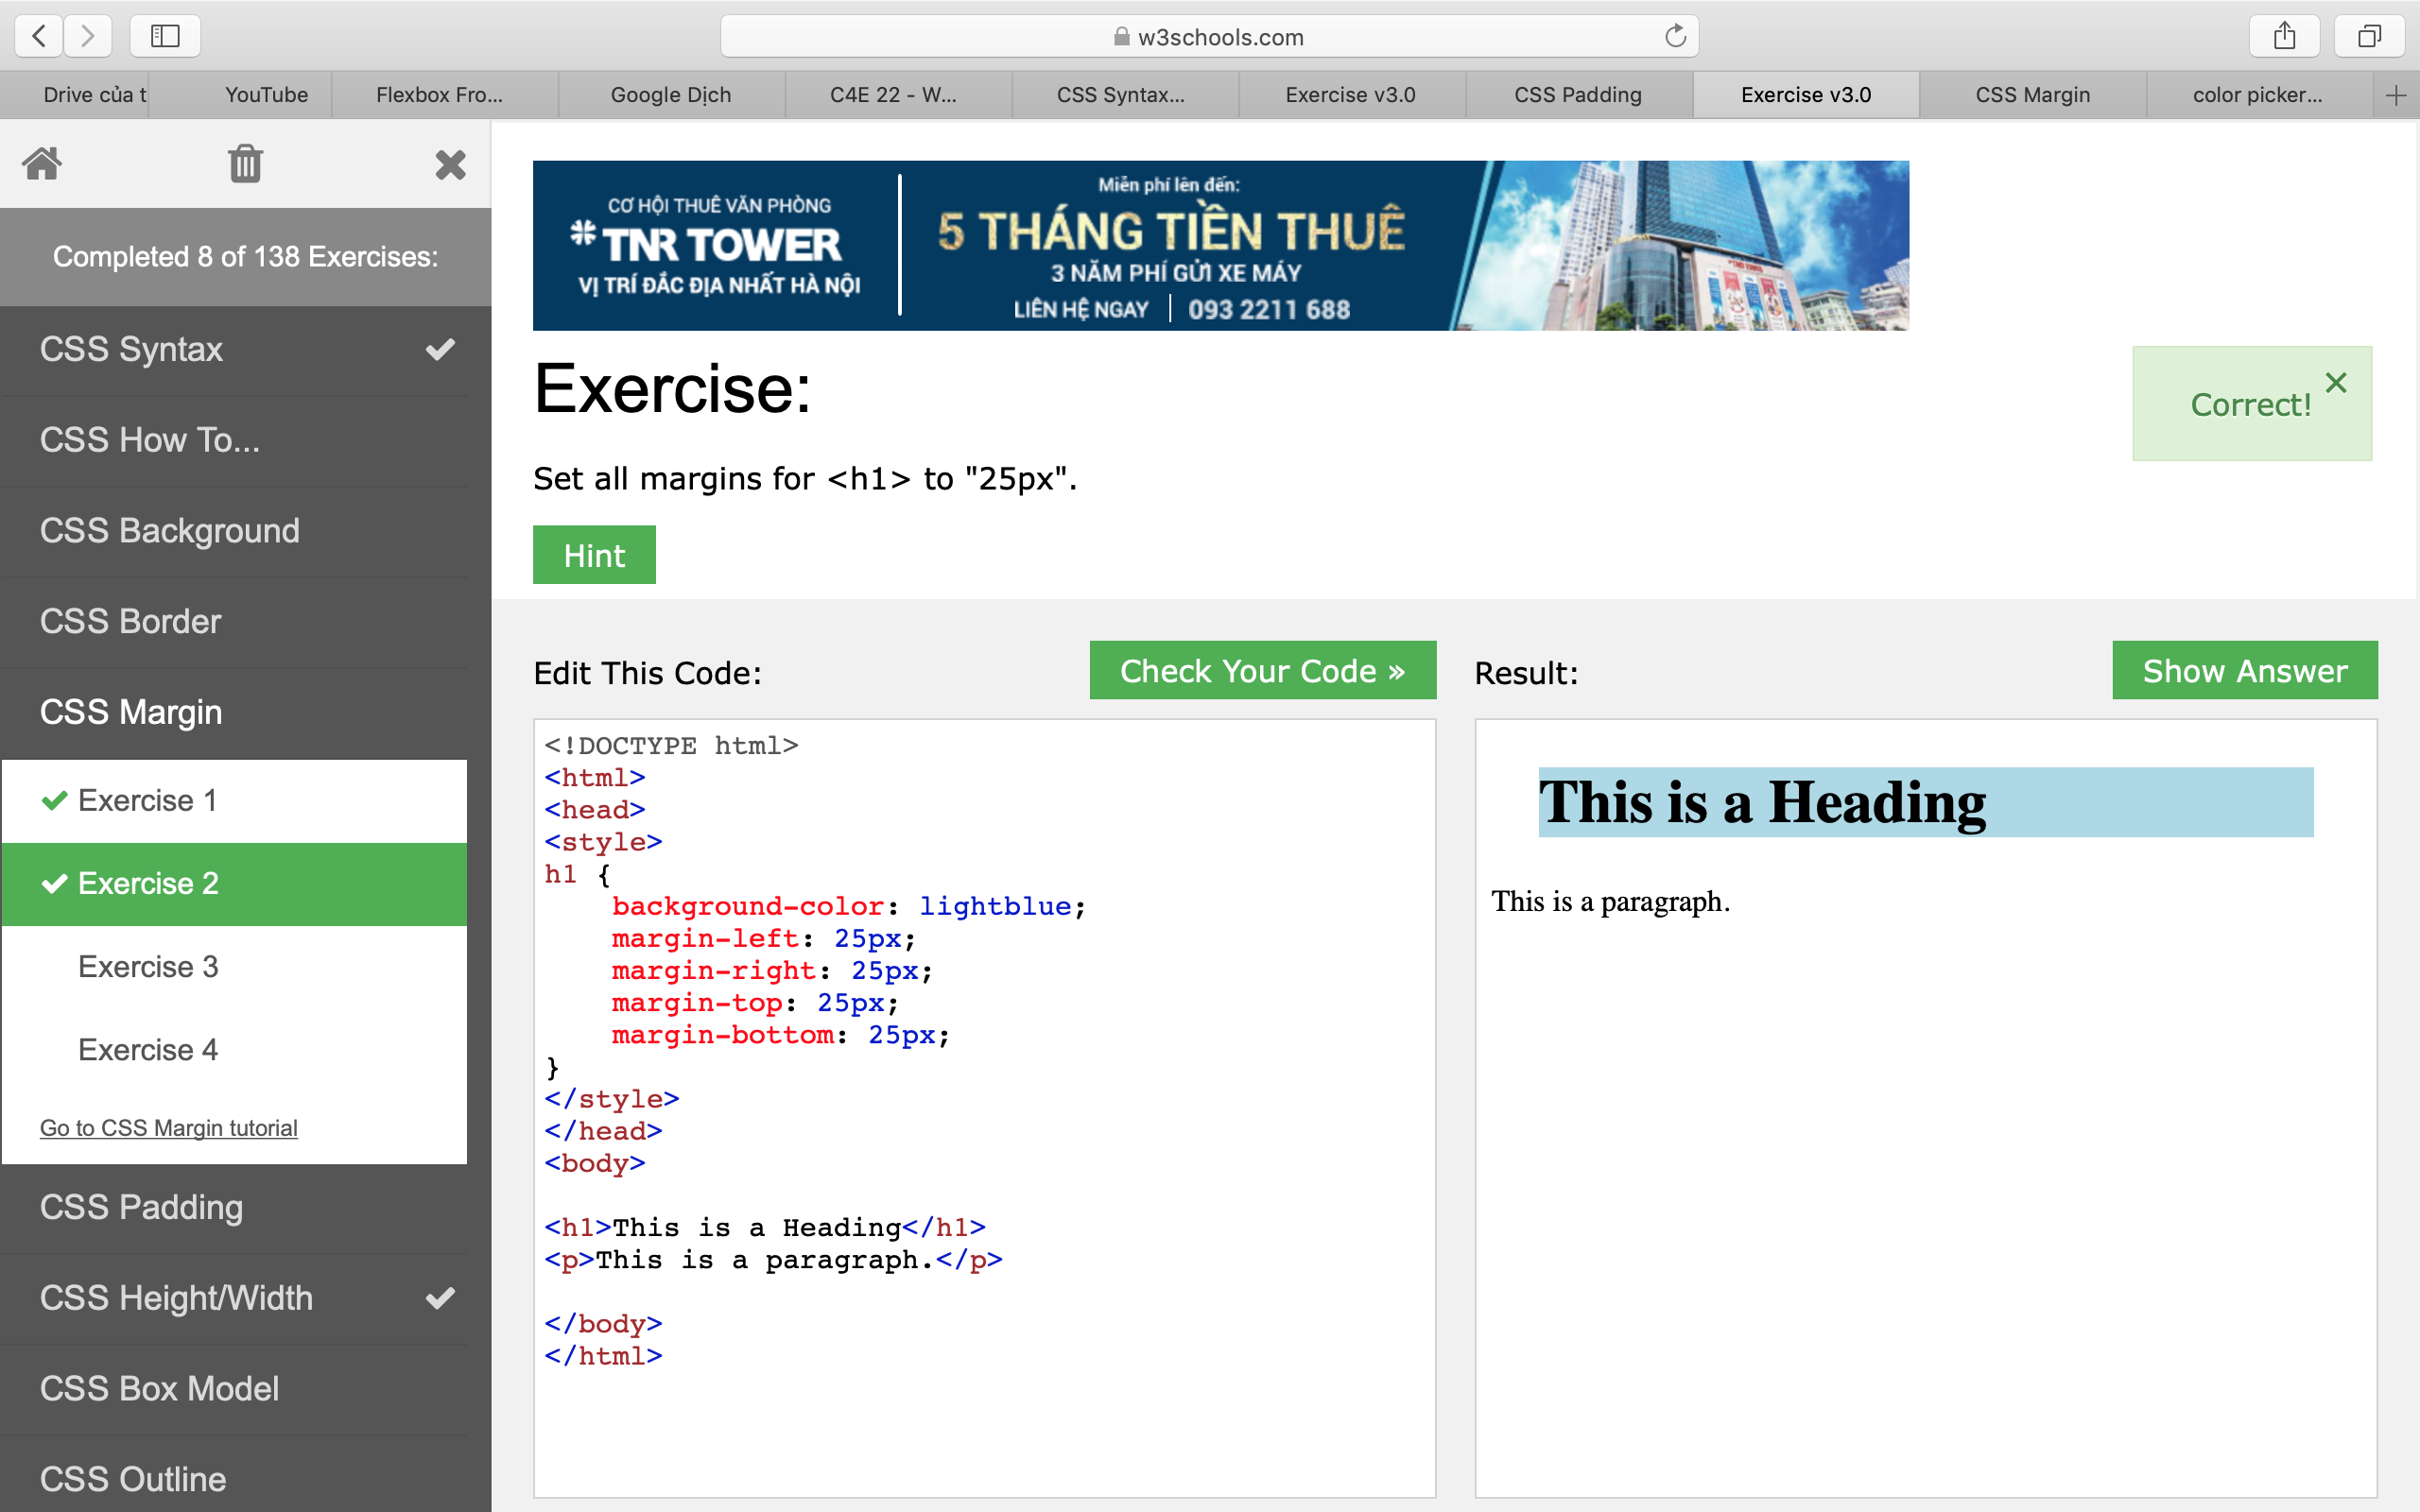 w3schools.com
Drive của t
YouTube
Flexbox Fro...
Google Dịch
C4E 22 - W...
CSS Syntax...
Exercise v3.0
CSS Padding
Exercise v3.0
CSS Margin
color picker...
Completed 8 of 138 Exercises:
CSS Syntax
CSS How To...
CSS Background
CSS Border
CSS Margin
Exercise 1
Exercise 2
Exercise 3
Exercise 4
Go to CSS Margin tutorial
CSS Padding
CSS Height/Width
CSS Box Model
CSS Outline
CƠ HỘI THUÊ VĂN PHÒNG
TNR TOWER
VỊ TRÍ ĐẮC ĐỊA NHẤT HÀ NỘI
Miễn phí lên đến:
5 THÁNG TIỀN THUÊ
3 NĂM PHÍ GỬI XE MÁY
LIÊN HỆ NGAY | 093 2211 688
Exercise:
Correct!
Set all margins for <h1> to "25px".
Hint
Edit This Code:
Check Your Code »
Result:
Show Answer
<!DOCTYPE html>
<html>
<head>
<style>
h1 {
    background-color: lightblue;
    margin-left: 25px;
    margin-right: 25px;
    margin-top: 25px;
    margin-bottom: 25px;
}
</style>
</head>
<body>
<h1>This is a Heading</h1>
<p>This is a paragraph.</p>
</body>
</html>
This is a Heading
This is a paragraph.